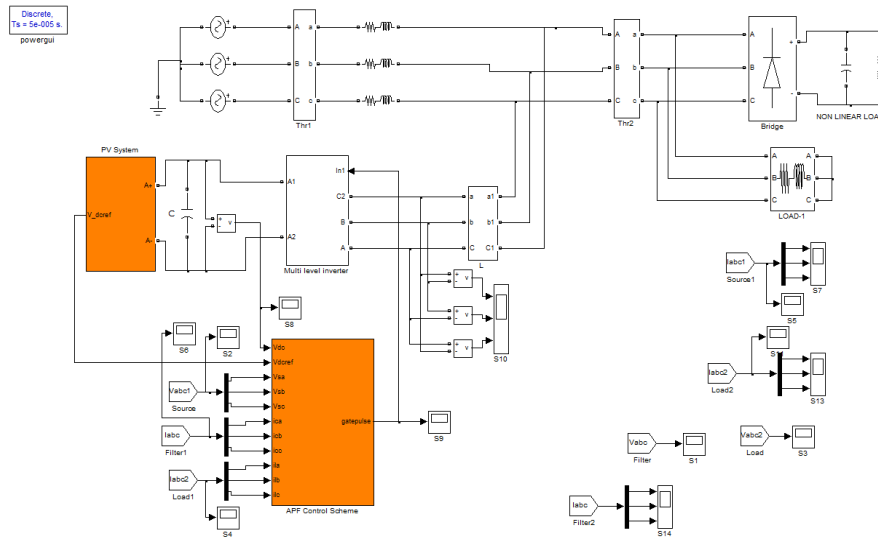 Discrete,
Ts = 5e-005 s.
powergui
A
B
C
a
b
c
Thr1
A
B
C
a
b
c
Thr2
A
B
C
+
-
Bridge
NON LINEAR LOA
A
B
C
A
B
C
LOAD-1
PV System
V_dcref
A+
A-
C
+
-
v
A1
A2
In1
C2
B
A
Multi level inverter
a
b
C
a1
b1
C1
L
+
-
v
+
-
v
+
-
v
S10
S8
S6
S2
Vabc1
Source
Iabc
Filter1
Iabc2
Load1
S4
Vdc
Vdcref
Vsa
Vsb
Vsc
ica
icb
icc
ila
ilb
ilc
gatepulse
APF Control Scheme
S9
Iabc1
Source1
S7
S5
Iabc2
Load2
S13
Vabc
Filter
S1
Vabc2
Load
S3
Iabc
Filter2
S14